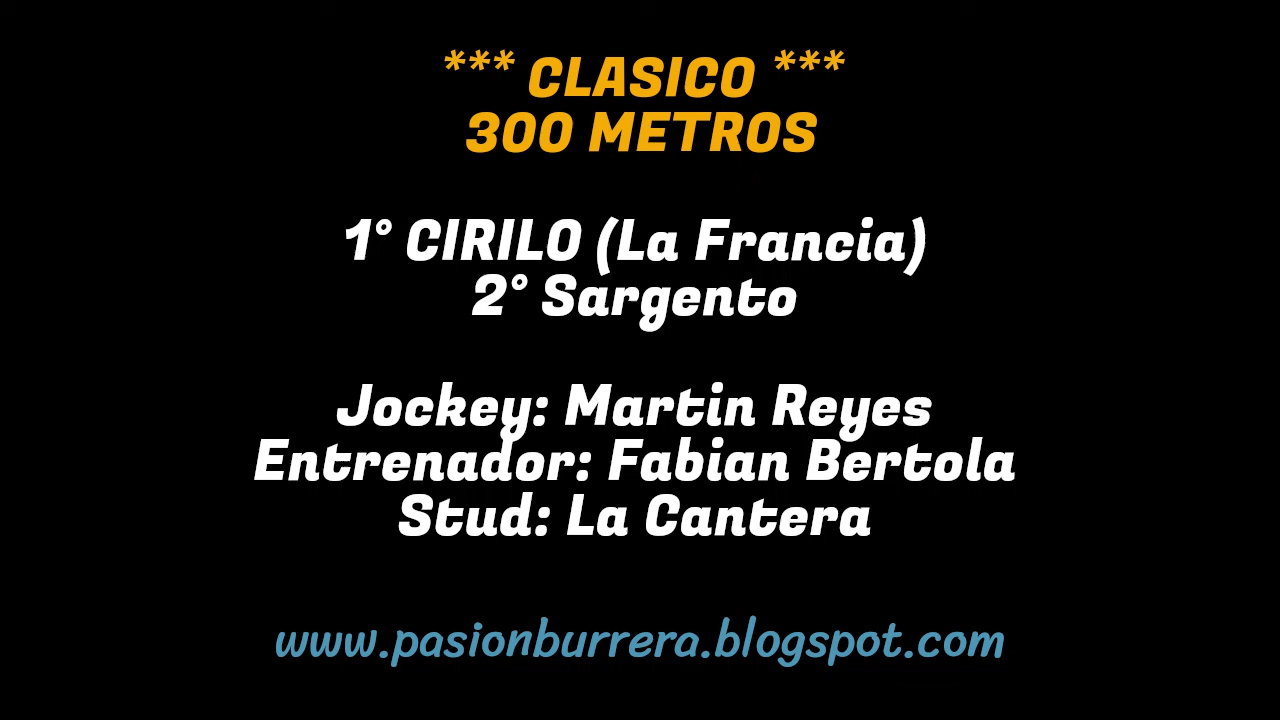 *** CLASICO ***
300 METROS
1° CIRILO (La Francia)
2° Sargento
Jockey: Martin Reyes
Entrenador: Fabian Bertola
Stud: La Cantera
www.pasionburrera.blogspot.com